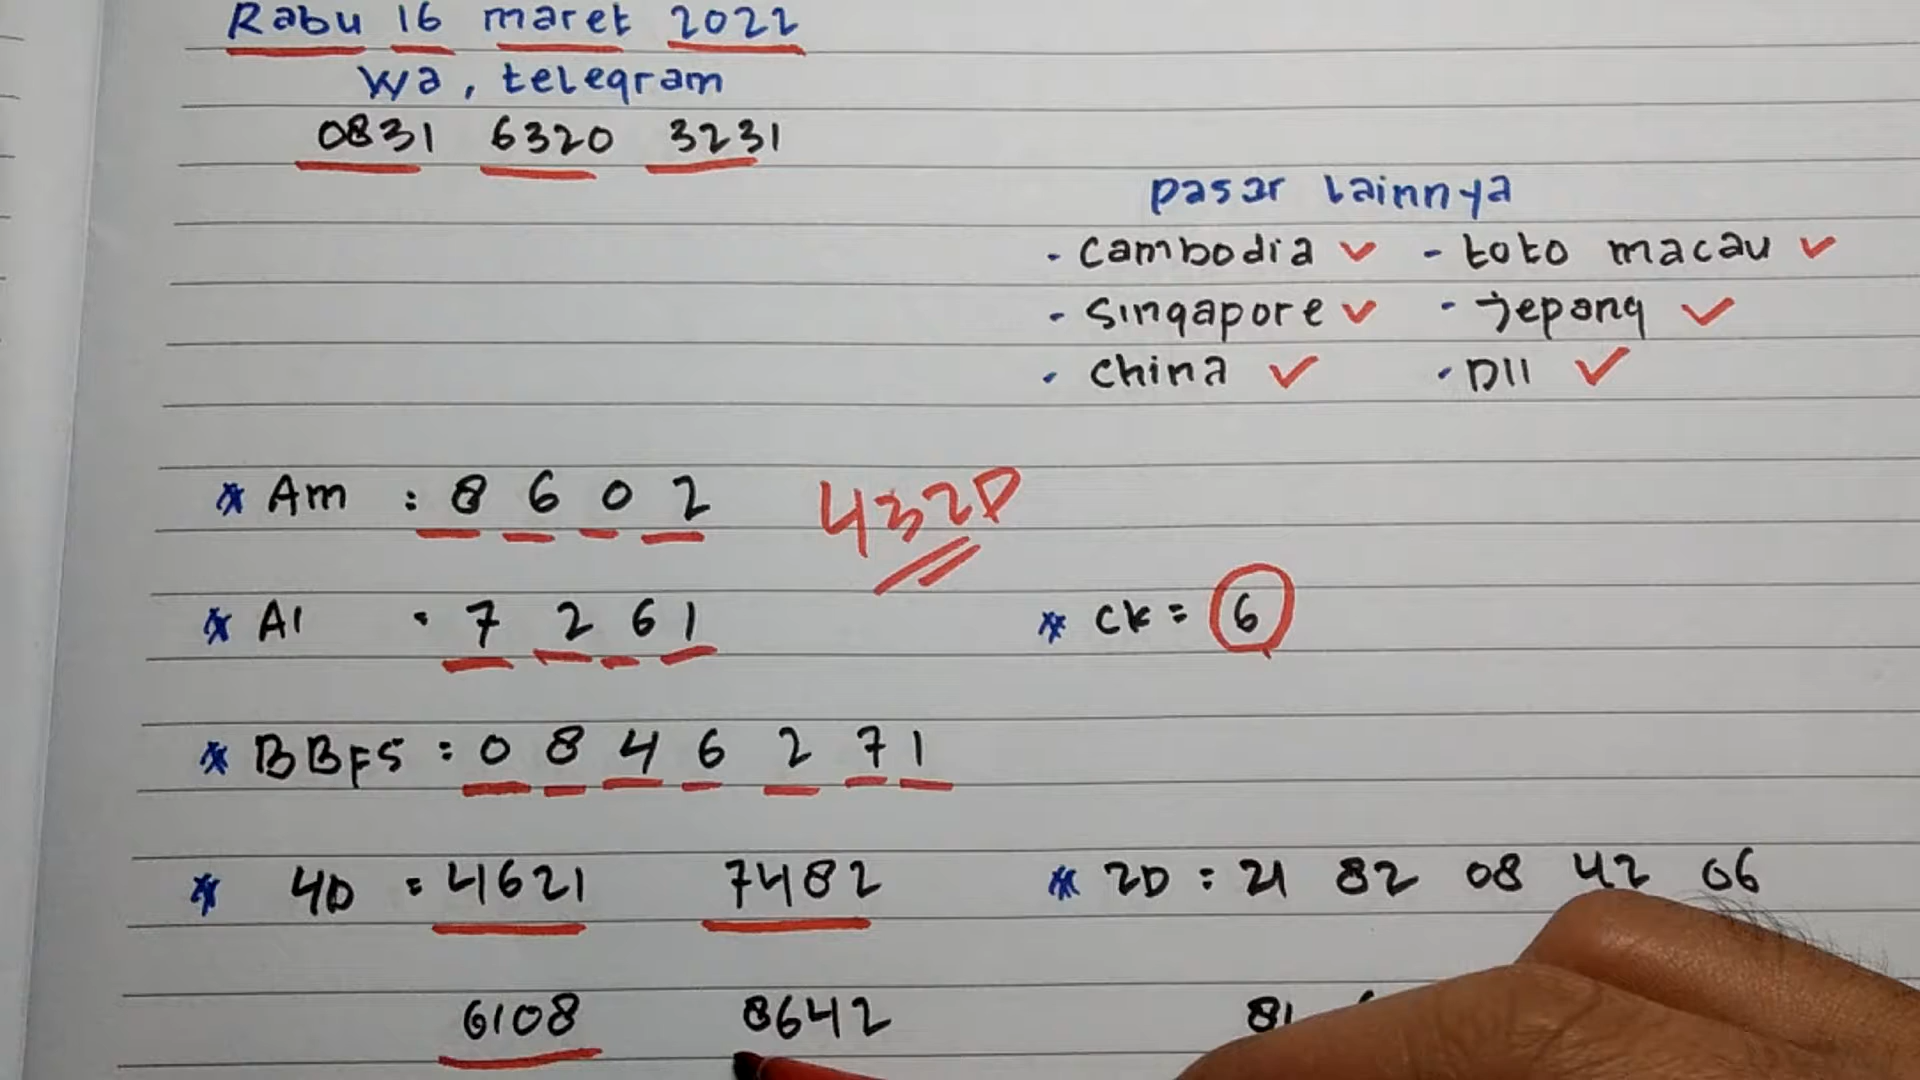 Rabu 16 maret 2022
Wa, telegram
0831 6320 3231
pasar lainnya
- Cambodia ✓ - toto macau ✓
- Singapore ✓ - jepang ✓
- China ✓ - Dll ✓
* Am : 8 6 0 2 432D
* AI : 7 2 6 1 * CK = 6
* BBFS : 0 8 4 6 2 7 1
* 4D = 4621 7482 * 2D : 21 82 08 42 06
6108 8642 81